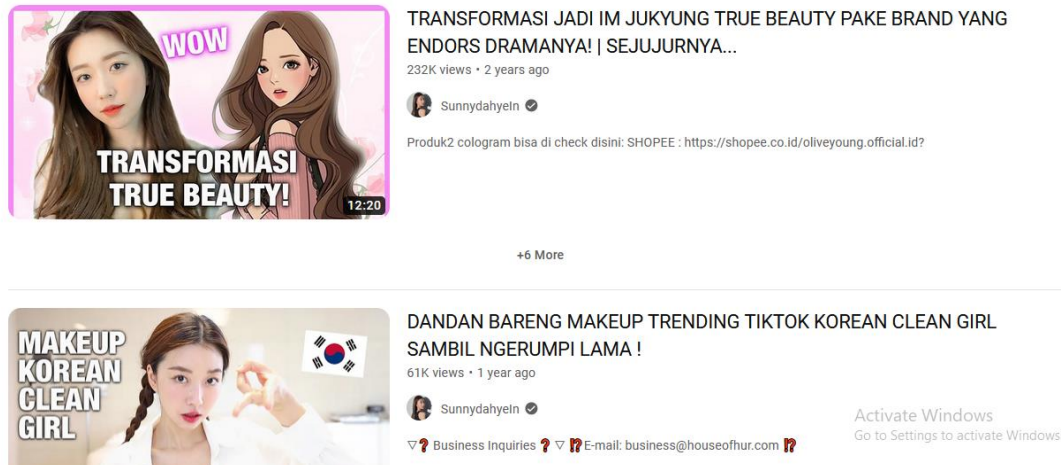 WOW
TRANSFORMASI
TRUE BEAUTY!
12:20
TRANSFORMASI JADI IM JUKYUNG TRUE BEAUTY PAKE BRAND YANG
ENDORS DRAMANYA! | SEJUJURNYA...
232K views • 2 years ago
SunnydahyeIn
Produk2 cologram bisa di check disini: SHOPEE : https://shopee.co.id/oliveyoung.official.id?
+6 More
MAKEUP
KOREAN
CLEAN
GIRL
DANDAN BARENG MAKEUP TRENDING TIKTOK KOREAN CLEAN GIRL
SAMBIL NGERUMPI LAMA !
61K views • 1 year ago
SunnydahyeIn
▽❓ Business Inquiries ❓ ▽ ⁉️E-mail: business@houseofhur.com ⁉️
Activate Windows
Go to Settings to activate Windows